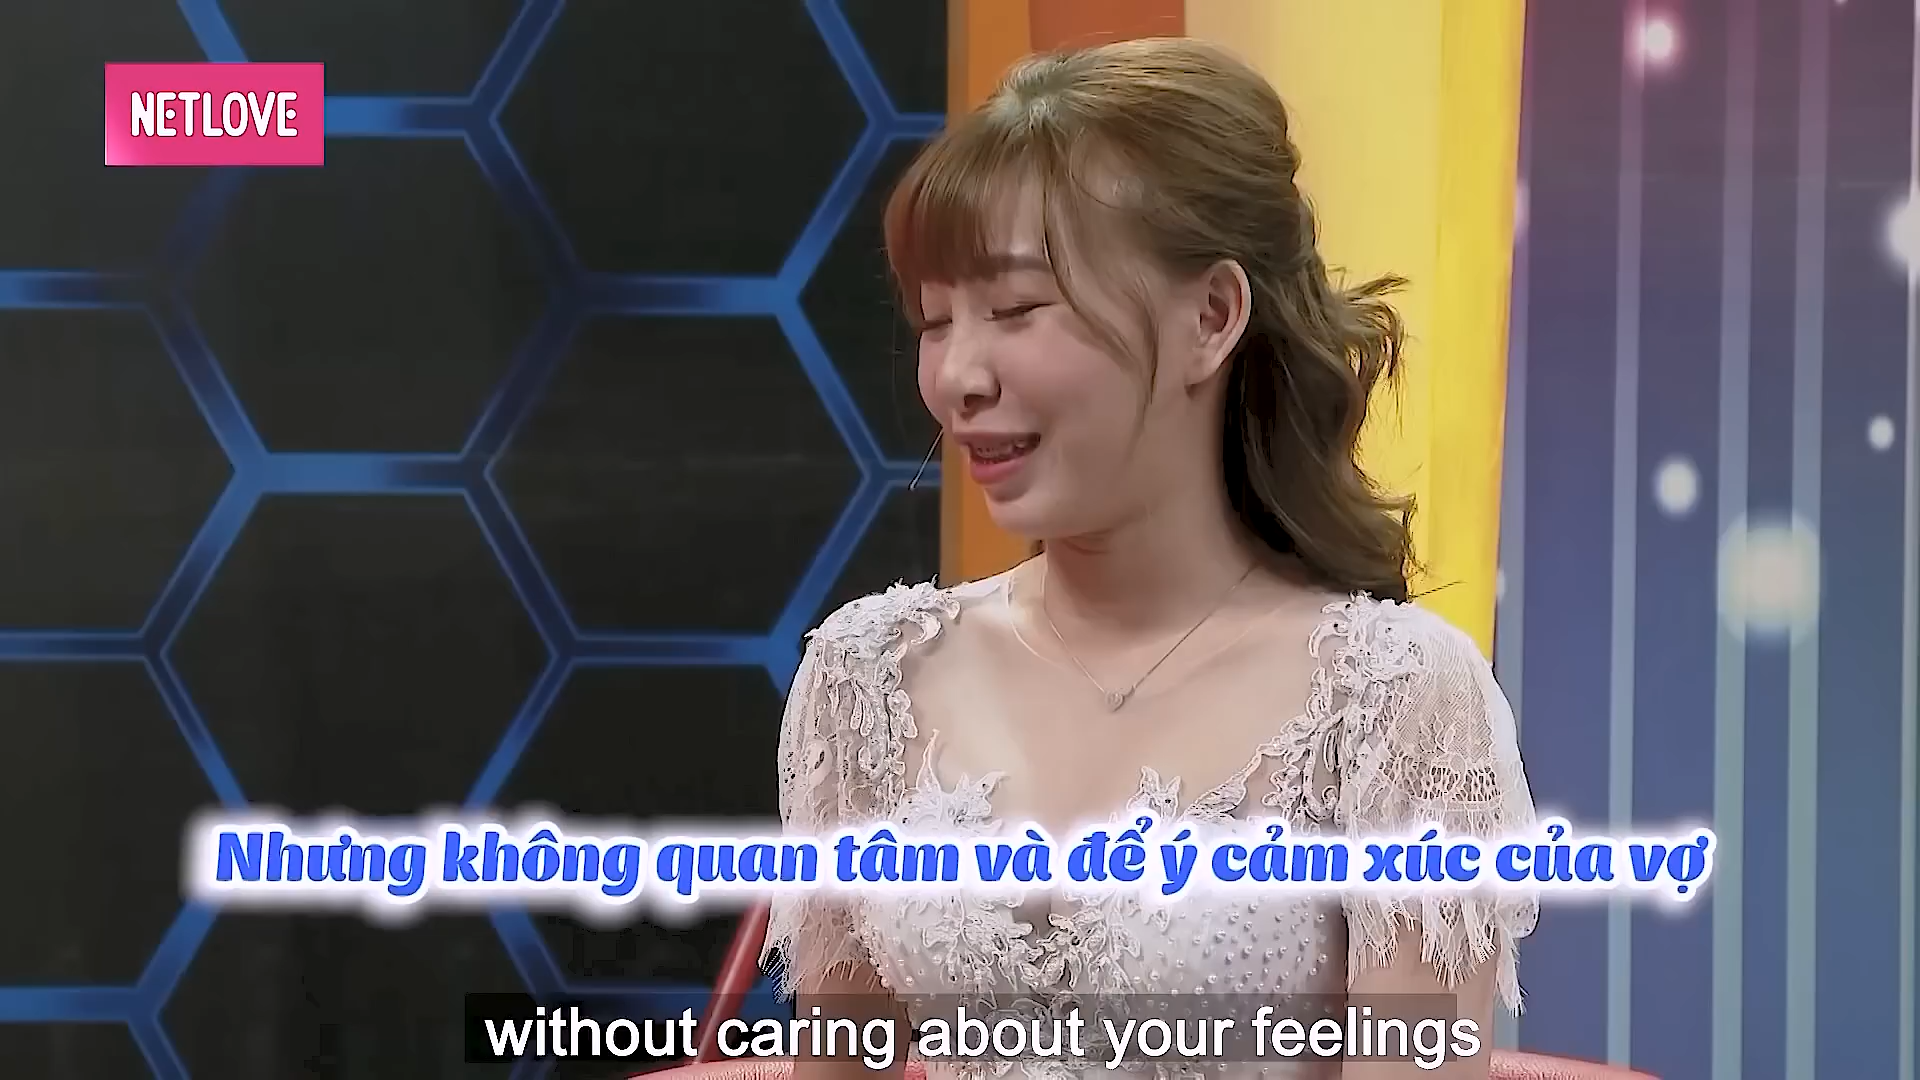 NETLOVE
Nhưng không quan tâm và để ý cảm xúc của vợ
without caring about your feelings